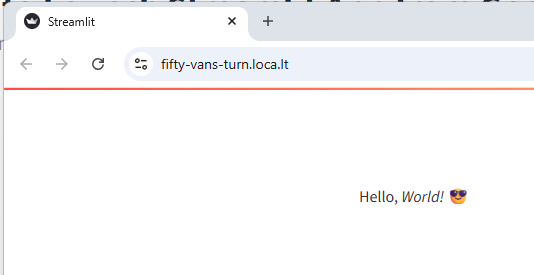 Streamlit
fifty-vans-turn.loca.lt
Hello, World! 😎